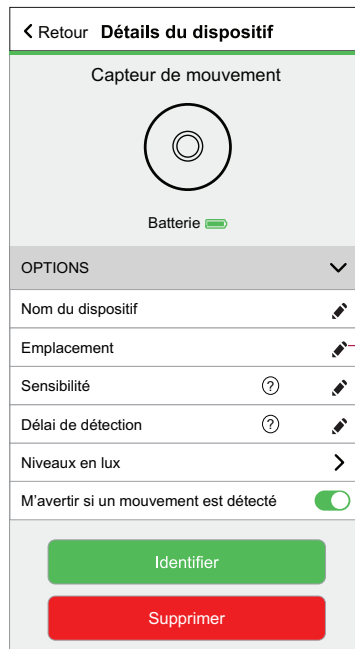 Retour Détails du dispositif
Capteur de mouvement
Batterie
OPTIONS
Nom du dispositif
Emplacement
Sensibilité ?
Délai de détection ?
Niveaux en lux
M'avertir si un mouvement est détecté
Identifier
Supprimer